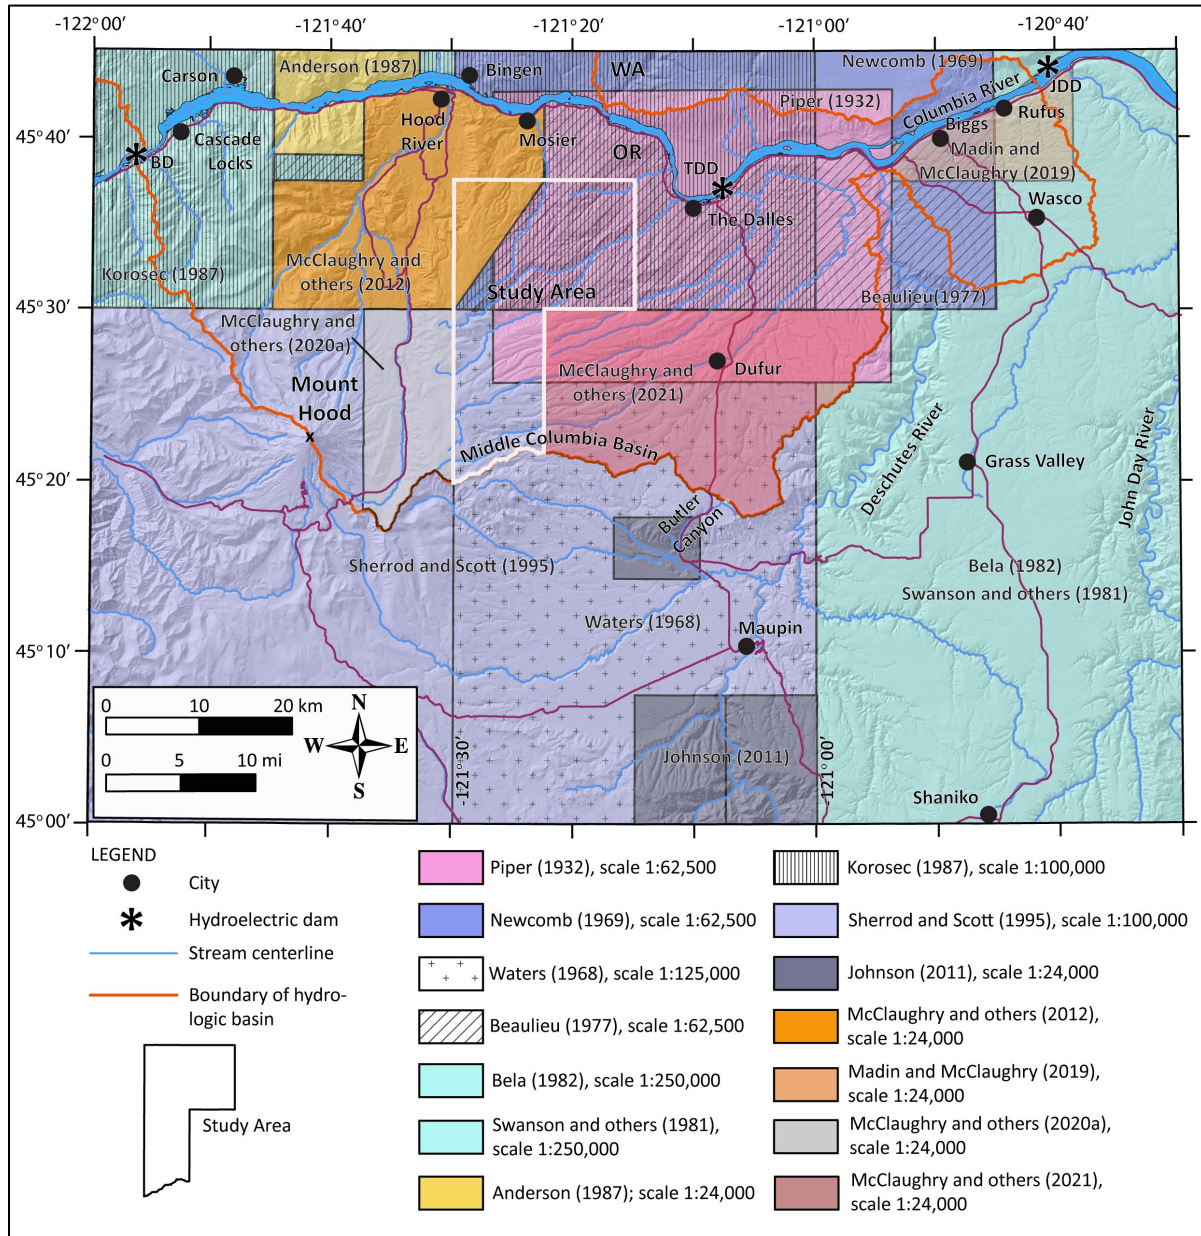 -122°00'
-121°40'
-121°20'
-121°00'
-120°40'
Anderson (1987)
WA
Newcomb (1969)
Carson
Bingen
JDD
Piper (1932)
Columbia River
Rufus
45°40'
Cascade
Locks
BD
Hood
River
Mosier
OR
TDD
Biggs
Madin and
McClaughry (2019)
Wasco
The Dalles
Korosec (1987)
McClaughry and
others (2012)
Study Area
Beaulieu(1977)
45°30'
McClaughry and
others (2020a)
Mount
Hood
x
McClaughry and
others (2021)
Dufur
Middle Columbia Basin
45°20'
Deschutes River
John Day River
Grass Valley
Butler
Canyon
Sherrod and Scott (1995)
Bela (1982)
Swanson and others (1981)
Waters (1968)
Maupin
45°10'
0 10 20 km
0 5 10 mi
N
W E
S
-121°30'
Johnson (2011)
-121°00'
Shaniko
45°00'
LEGEND
City
Hydroelectric dam
Stream centerline
Boundary of hydro-
logic basin
Study Area
Piper (1932), scale 1:62,500
Newcomb (1969), scale 1:62,500
Waters (1968), scale 1:125,000
Beaulieu (1977), scale 1:62,500
Bela (1982), scale 1:250,000
Swanson and others (1981),
scale 1:250,000
Anderson (1987); scale 1:24,000
Korosec (1987), scale 1:100,000
Sherrod and Scott (1995), scale 1:100,000
Johnson (2011), scale 1:24,000
McClaughry and others (2012),
scale 1:24,000
Madin and McClaughry (2019),
scale 1:24,000
McClaughry and others (2020a),
scale 1:24,000
McClaughry and others (2021),
scale 1:24,000